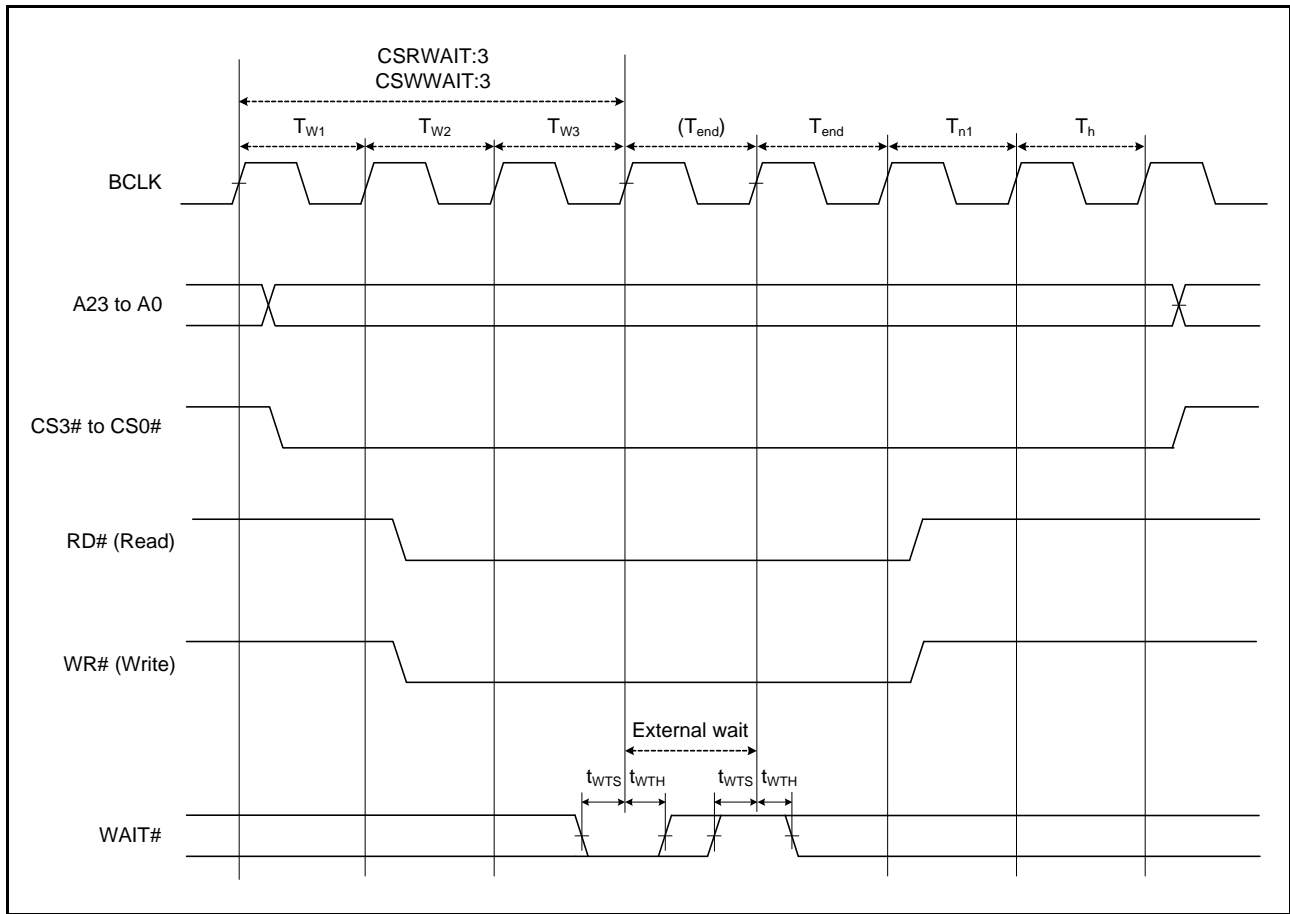 CSRWAIT:3
CSWWAIT:3
TW1 TW2 TW3 (Tend) Tend Tn1 Th
BCLK
A23 to A0
CS3# to CS0#
RD# (Read)
WR# (Write)
External wait
tWTS tWTH tWTS tWTH
WAIT#